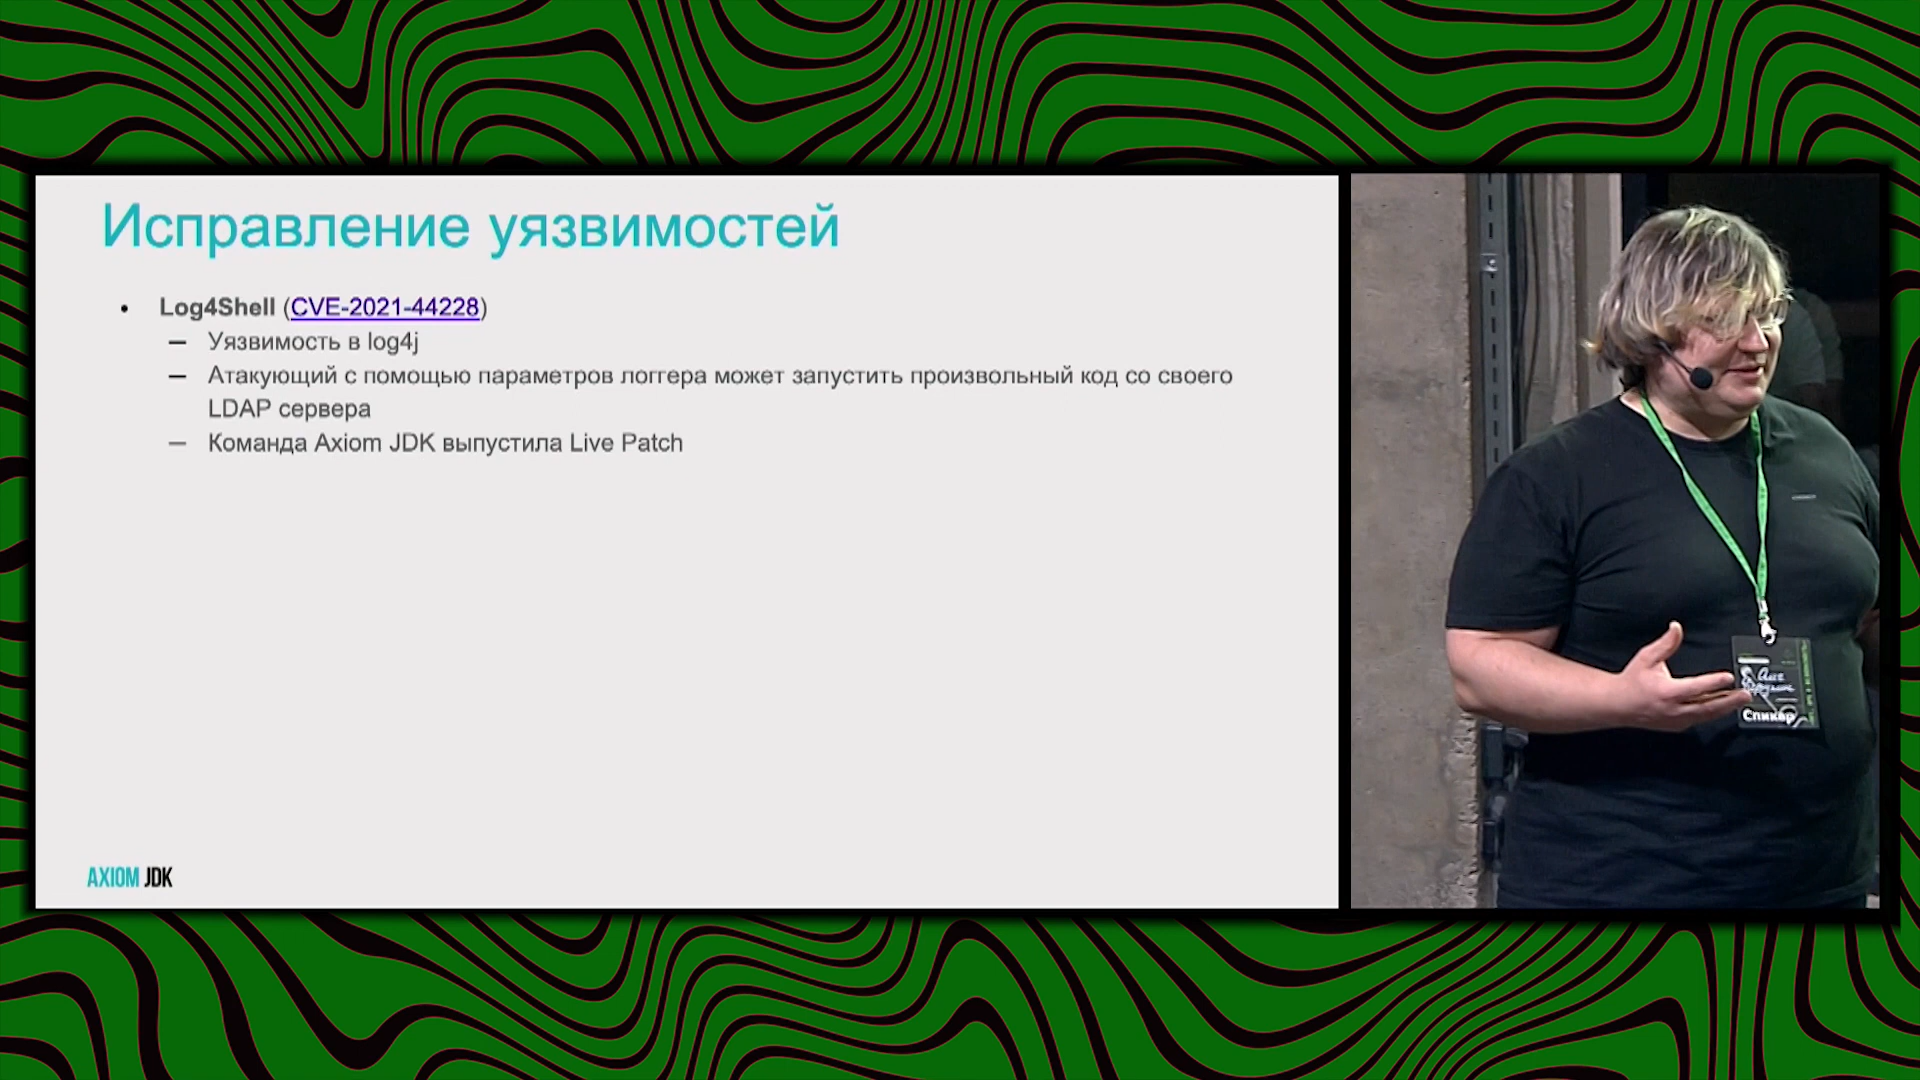 Исправление уязвимостей
• Log4Shell (CVE-2021-44228)
— Уязвимость в log4j
— Атакующий с помощью параметров логгера может запустить произвольный код со своего
LDAP сервера
— Команда Axiom JDK выпустила Live Patch
AXIOM JDK
Спикер